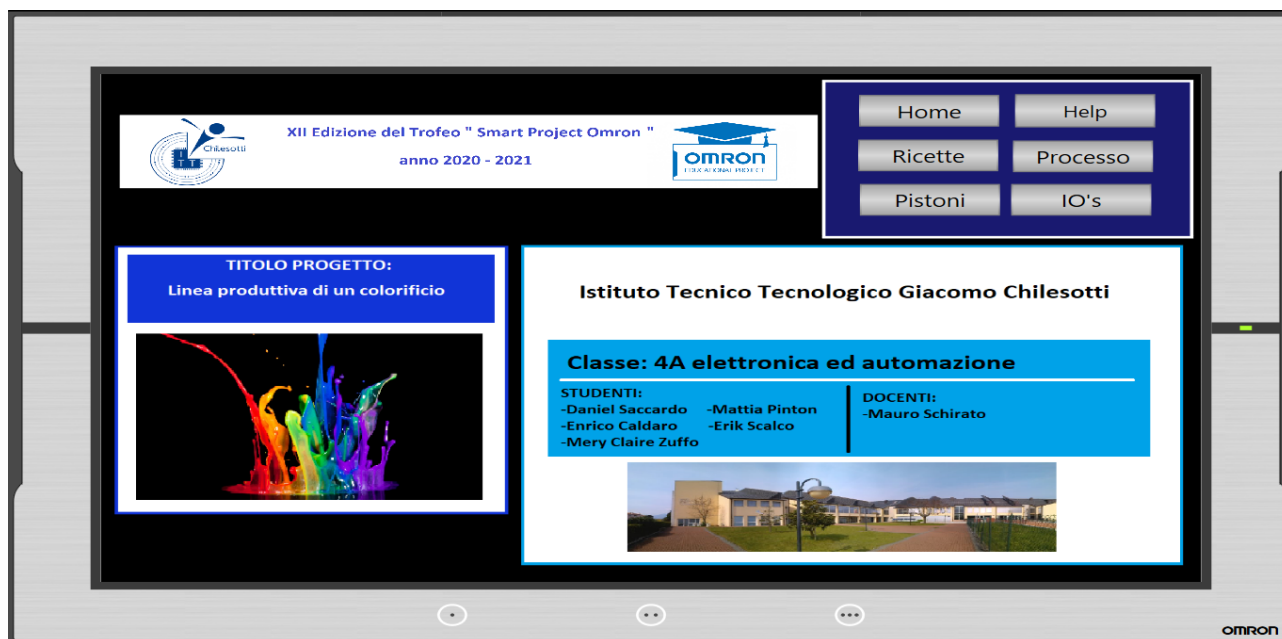 Chilesotti
ITT
XII Edizione del Trofeo " Smart Project Omron "
anno 2020 - 2021
OMRON
EDUCATIONAL PROJECT
Home
Help
Ricette
Processo
Pistoni
IO's
TITOLO PROGETTO:
Linea produttiva di un colorificio
Istituto Tecnico Tecnologico Giacomo Chilesotti
Classe: 4A elettronica ed automazione
STUDENTI:
-Daniel Saccardo -Mattia Pinton
-Enrico Caldaro -Erik Scalco
-Mery Claire Zuffo
DOCENTI:
-Mauro Schirato
OMRON